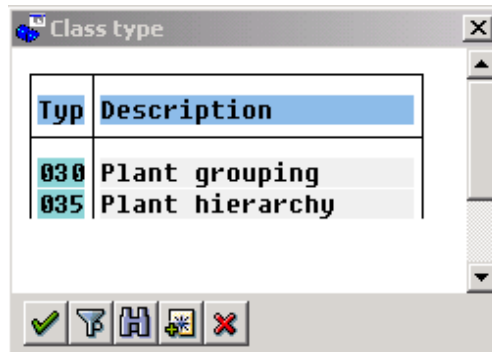 Class type
Typ Description
030 Plant grouping
035 Plant hierarchy